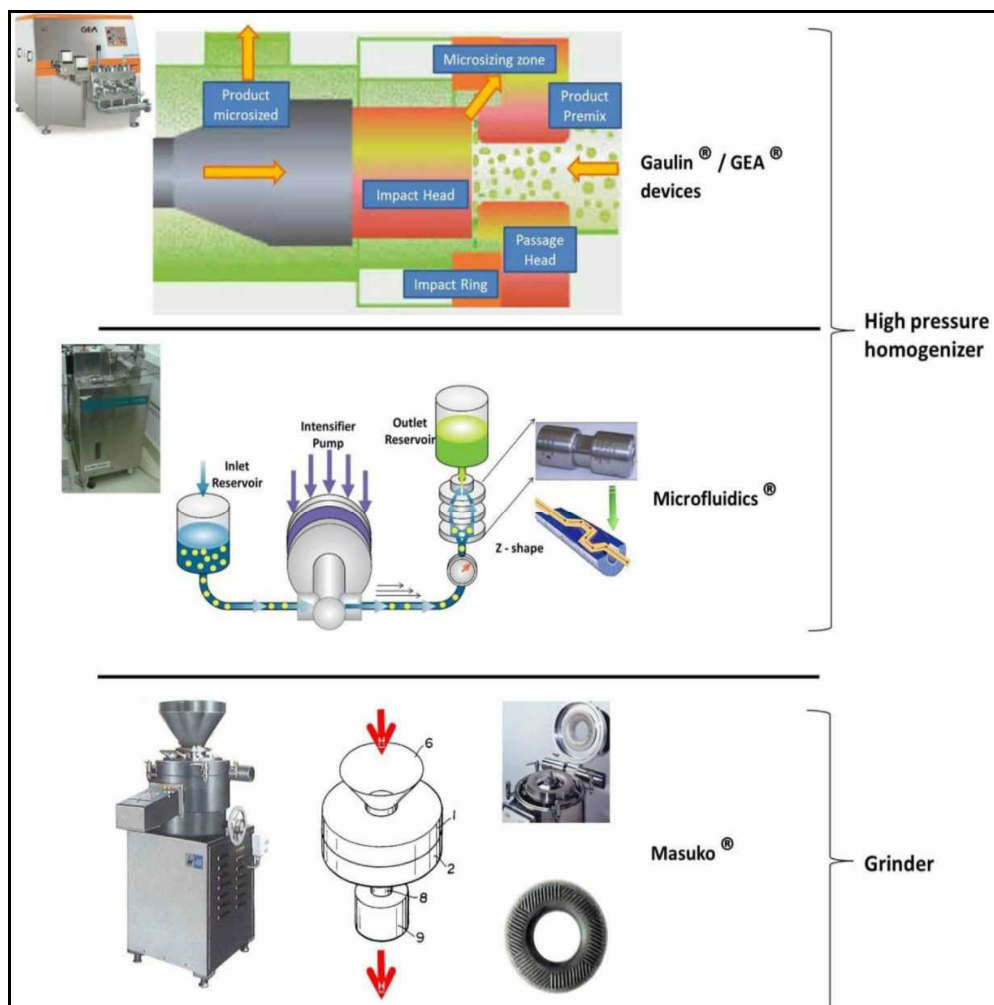 GEA
Product
microsized
Microsizing zone
Product
Premix
Impact Head
Passage
Head
Impact Ring
Gaulin ® / GEA ®
devices
High pressure
homogenizer
Inlet
Reservoir
Intensifier
Pump
Outlet
Reservoir
Z - shape
Microfluidics ®
6
1
2
8
9
Masuko ®
Grinder